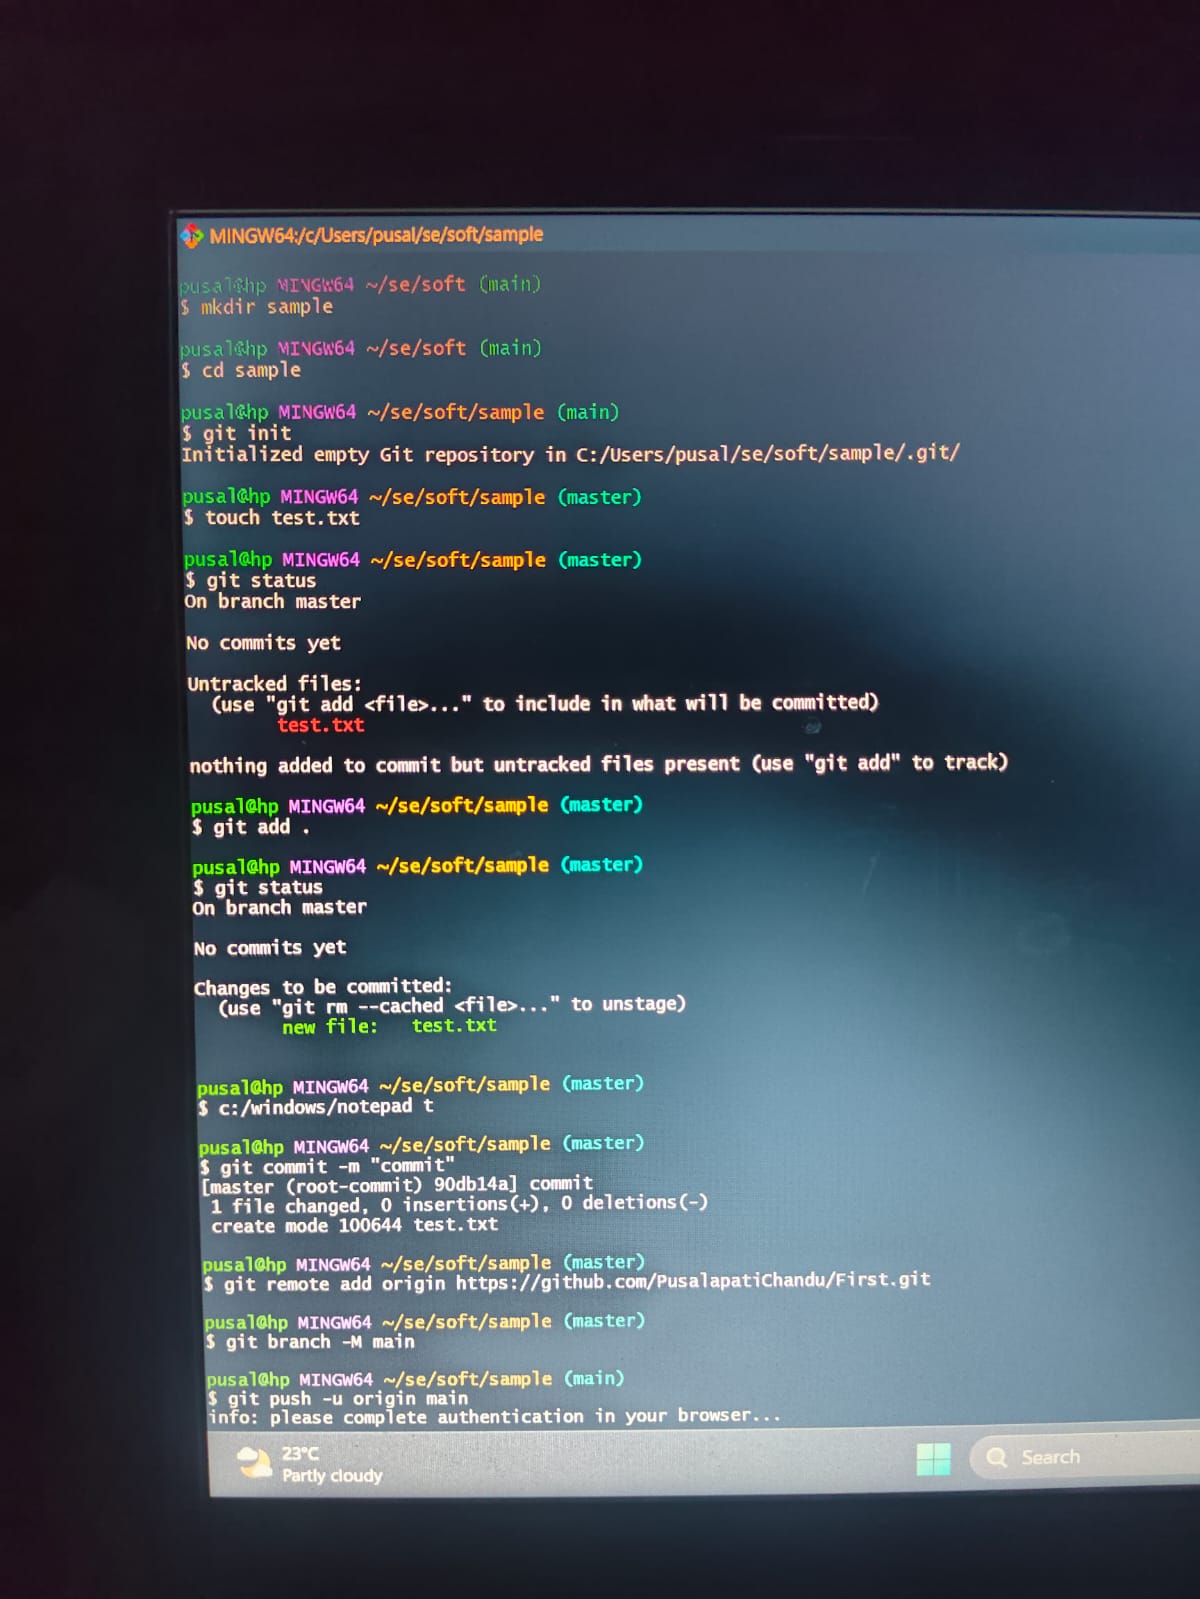 MINGW64:/c/Users/pusal/se/soft/sample
pusal@hp MINGW64 ~/se/soft (main)
$ mkdir sample
pusal@hp MINGW64 ~/se/soft (main)
$ cd sample
pusal@hp MINGW64 ~/se/soft/sample (main)
$ git init
Initialized empty Git repository in C:/Users/pusal/se/soft/sample/.git/
pusal@hp MINGW64 ~/se/soft/sample (master)
$ touch test.txt
pusal@hp MINGW64 ~/se/soft/sample (master)
$ git status
On branch master
No commits yet
Untracked files:
(use "git add <file>..." to include in what will be committed)
test.txt
nothing added to commit but untracked files present (use "git add" to track)
pusal@hp MINGW64 ~/se/soft/sample (master)
$ git add .
pusal@hp MINGW64 ~/se/soft/sample (master)
$ git status
On branch master
No commits yet
Changes to be committed:
(use "git rm --cached <file>..." to unstage)
new file:   test.txt
pusal@hp MINGW64 ~/se/soft/sample (master)
$ c:/windows/notepad t
pusal@hp MINGW64 ~/se/soft/sample (master)
$ git commit -m "commit"
[master (root-commit) 90db14a] commit
1 file changed, 0 insertions(+), 0 deletions(-)
create mode 100644 test.txt
pusal@hp MINGW64 ~/se/soft/sample (master)
$ git remote add origin https://github.com/PusalapatiChandu/First.git
pusal@hp MINGW64 ~/se/soft/sample (master)
$ git branch -M main
pusal@hp MINGW64 ~/se/soft/sample (main)
$ git push -u origin main
info: please complete authentication in your browser...
23°C
Partly cloudy
Search